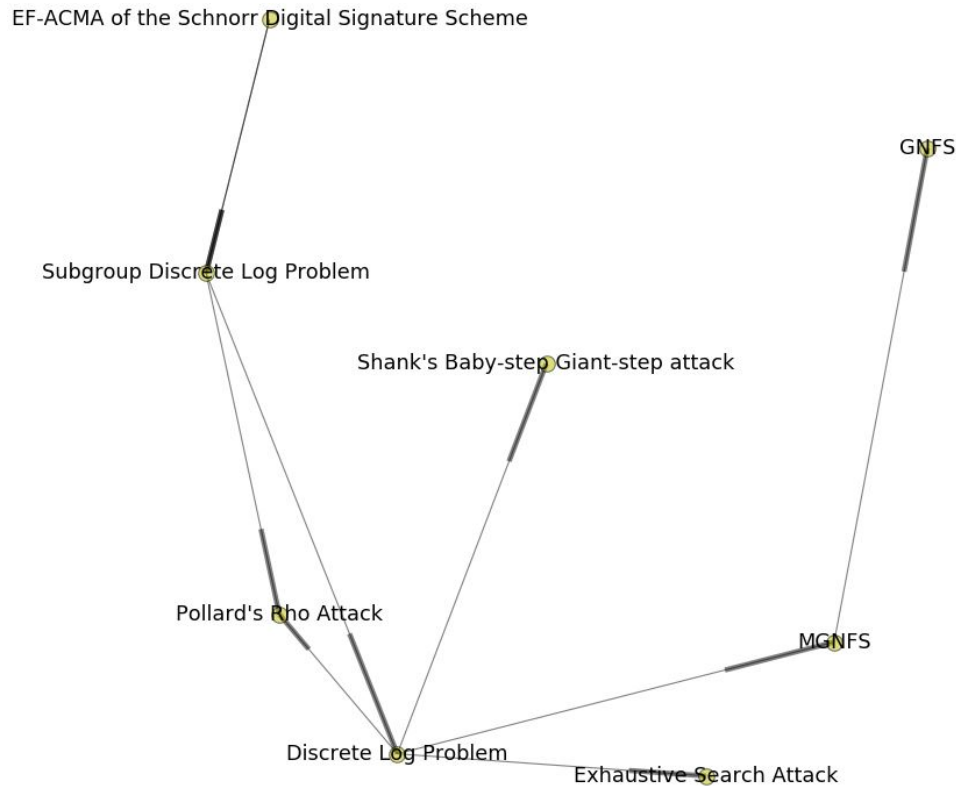 EF-ACMA of the Schnorr Digital Signature Scheme
GNFS
Subgroup Discrete Log Problem
Shank's Baby-step Giant-step attack
Pollard's Rho Attack
MGNFS
Discrete Log Problem
Exhaustive Search Attack